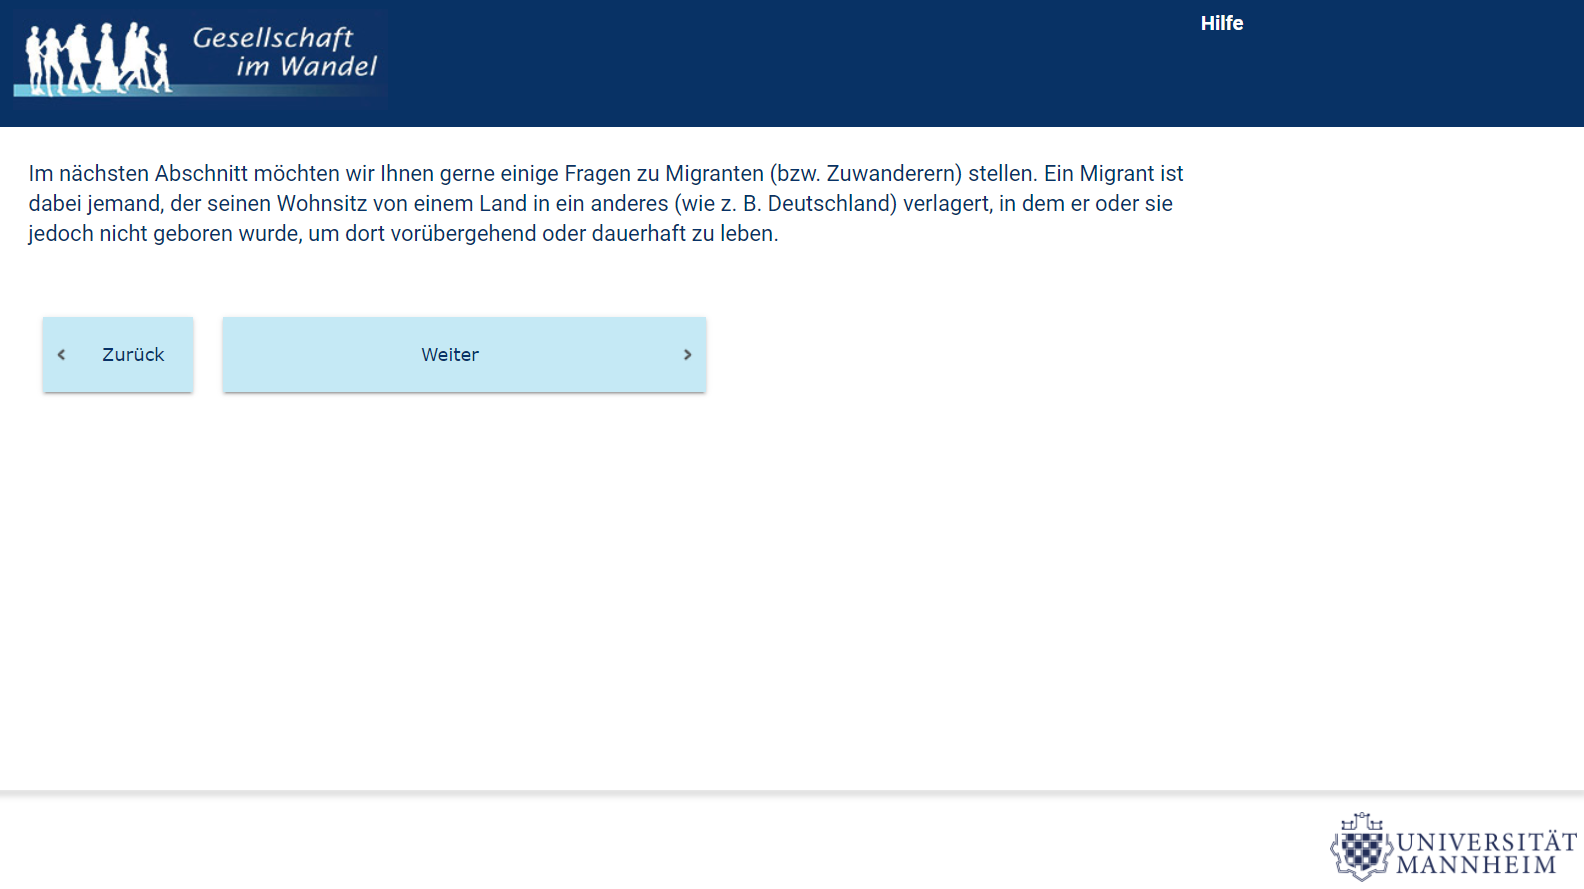 Gesellschaft
im Wandel
Hilfe
Im nächsten Abschnitt möchten wir Ihnen gerne einige Fragen zu Migranten (bzw. Zuwanderern) stellen. Ein Migrant ist
dabei jemand, der seinen Wohnsitz von einem Land in ein anderes (wie z. B. Deutschland) verlagert, in dem er oder sie
jedoch nicht geboren wurde, um dort vorübergehend oder dauerhaft zu leben.
Zurück
Weiter
UNIVERSITÄT
MANNHEIM